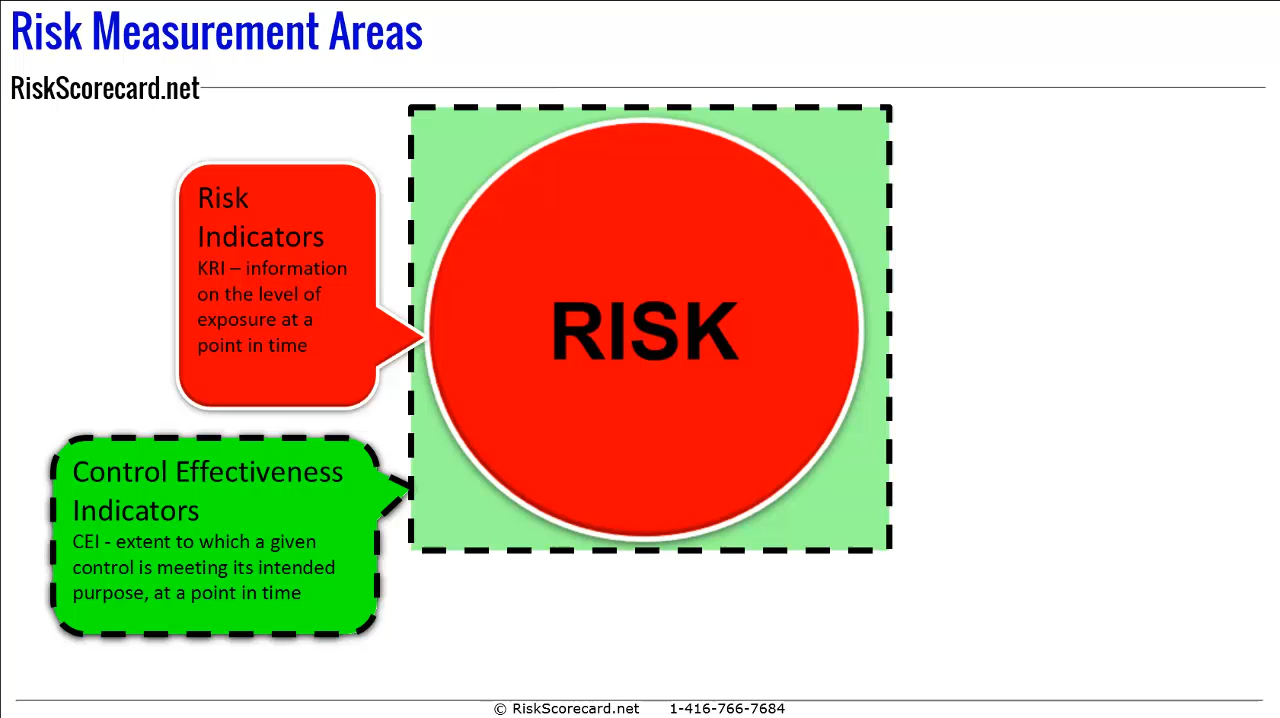 Risk Measurement Areas
RiskScorecard.net
Risk
Indicators
KRI – information
on the level of
exposure at a
point in time
RISK
Control Effectiveness
Indicators
CEI - extent to which a given
control is meeting its intended
purpose, at a point in time
© RiskScorecard.net 1-416-766-7684